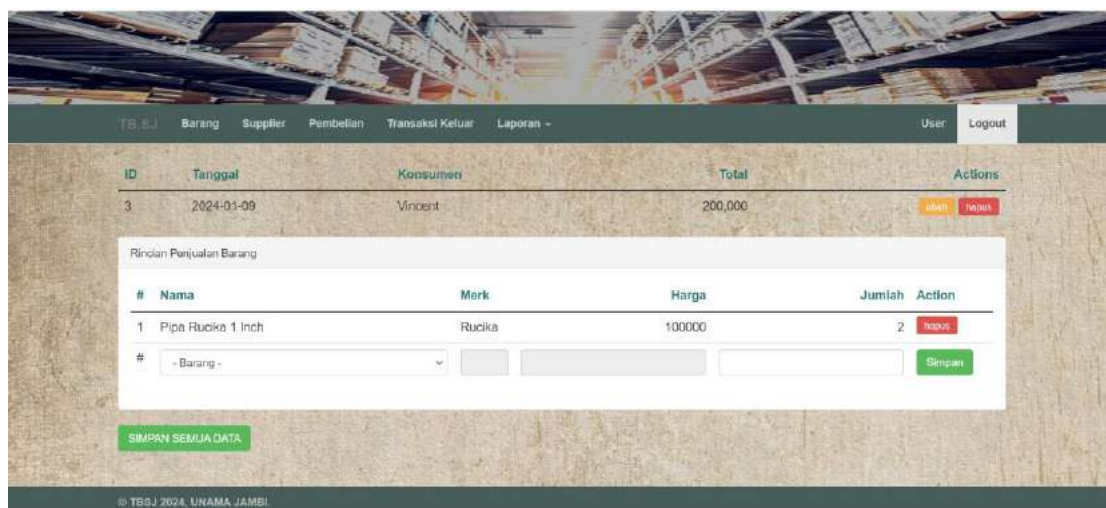 TB.SJ Barang Supplier Pembelian Transaksi Keluar Laporan User Logout
ID Tanggal Konsumen Total Actions
3 2024-01-09 Vincent 200,000 ubah hapus
Rincian Penjualan Barang
# Nama Merk Harga Jumlah Action
1 Pipa Rucika 1 Inch Rucika 100000 2 hapus
# - Barang - Simpan
SIMPAN SEMUA DATA
© TBSJ 2024, UNAMA JAMBI.